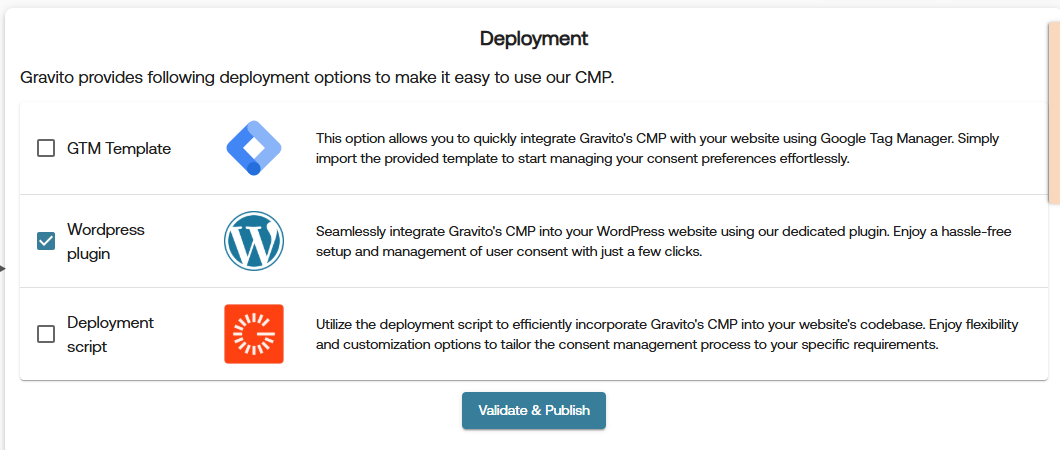 Deployment
Gravito provides following deployment options to make it easy to use our CMP.
GTM Template
This option allows you to quickly integrate Gravito's CMP with your website using Google Tag Manager. Simply
import the provided template to start managing your consent preferences effortlessly.
Wordpress
plugin
Seamlessly integrate Gravito's CMP into your WordPress website using our dedicated plugin. Enjoy a hassle-free
setup and management of user consent with just a few clicks.
Deployment
script
Utilize the deployment script to efficiently incorporate Gravito's CMP into your website's codebase. Enjoy flexibility
and customization options to tailor the consent management process to your specific requirements.
Validate & Publish